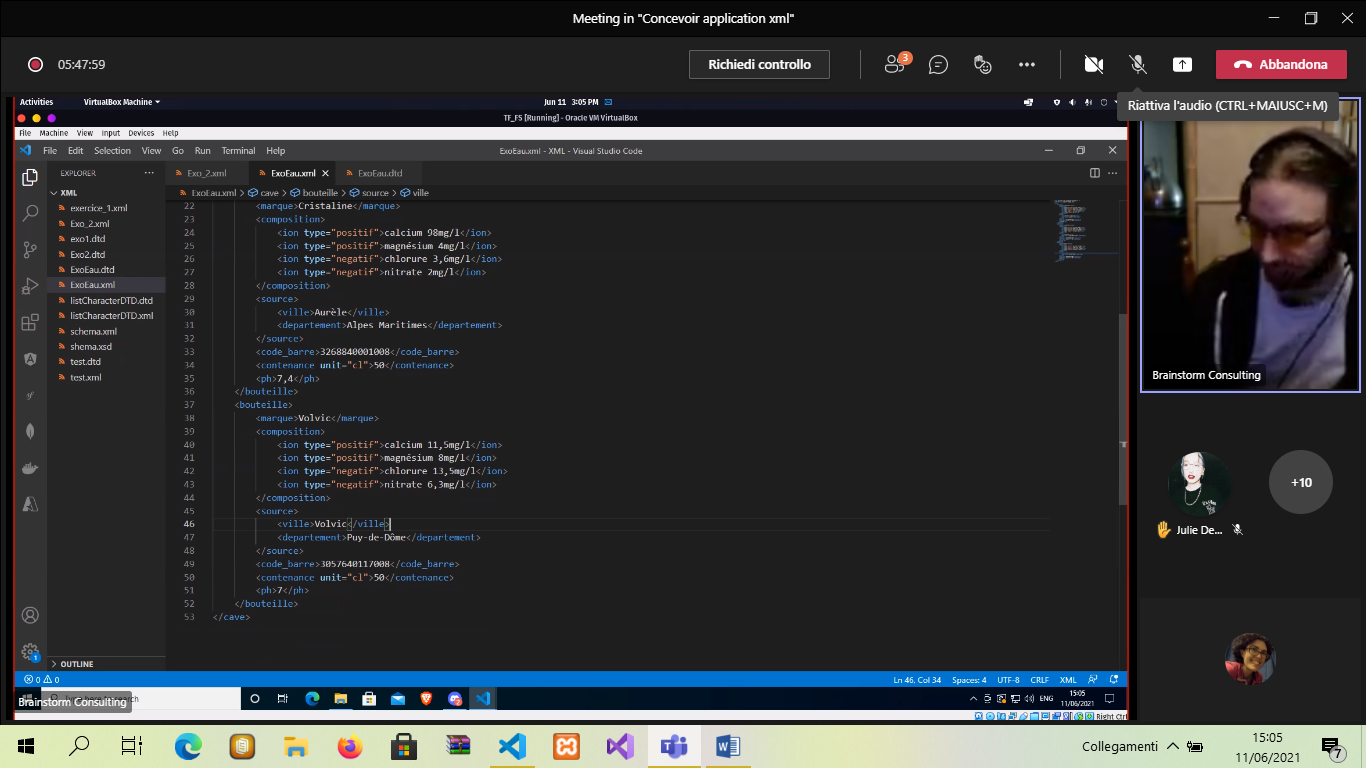 Meeting in "Concevoir application xml"
05:47:59
Richiedi controllo
3
Abbandona
Riattiva l'audio (CTRL+MAIUSC+M)
Activities
VirtualBox Machine
Jun 11 3:05 PM
TF_FS [Running] - Oracle VM VirtualBox
File Machine View Input Devices Help
File Edit Selection View Go Run Terminal Help
ExoEau.xml - XML - Visual Studio Code
EXPLORER
XML
exercice_1.xml
Exo_2.xml
exo1.dtd
Exo2.dtd
ExoEau.dtd
ExoEau.xml
listCharacterDTD.dtd
listCharacterDTD.xml
schema.xml
shema.xsd
test.dtd
test.xml
OUTLINE
Exo_2.xml
ExoEau.xml
ExoEau.dtd
ExoEau.xml > cave > bouteille > source > ville
22 <marque>Cristaline</marque>
23 <composition>
24 <ion type="positif">calcium 98mg/l</ion>
25 <ion type="positif">magnésium 4mg/l</ion>
26 <ion type="negatif">chlorure 3,6mg/l</ion>
27 <ion type="negatif">nitrate 2mg/l</ion>
28 </composition>
29 <source>
30 <ville>Aurèle</ville>
31 <departement>Alpes Maritimes</departement>
32 </source>
33 <code_barre>3268840001008</code_barre>
34 <contenance unit="cl">50</contenance>
35 <ph>7,4</ph>
36 </bouteille>
37 <bouteille>
38 <marque>Volvic</marque>
39 <composition>
40 <ion type="positif">calcium 11,5mg/l</ion>
41 <ion type="positif">magnésium 8mg/l</ion>
42 <ion type="negatif">chlorure 13,5mg/l</ion>
43 <ion type="negatif">nitrate 6,3mg/l</ion>
44 </composition>
45 <source>
46 <ville>Volvic</ville>
47 <departement>Puy-de-Dôme</departement>
48 </source>
49 <code_barre>3057640117008</code_barre>
50 <contenance unit="cl">50</contenance>
51 <ph>7</ph>
52 </bouteille>
53 </cave>
1
0 0
Ln 46, Col 34 Spaces: 4 UTF-8 CRLF XML
Brainstorm Consulting
ENG
15:05
11/06/2021
Right Ctrl
Brainstorm Consulting
+10
Julie De...
Collegamenti
15:05
11/06/2021
7